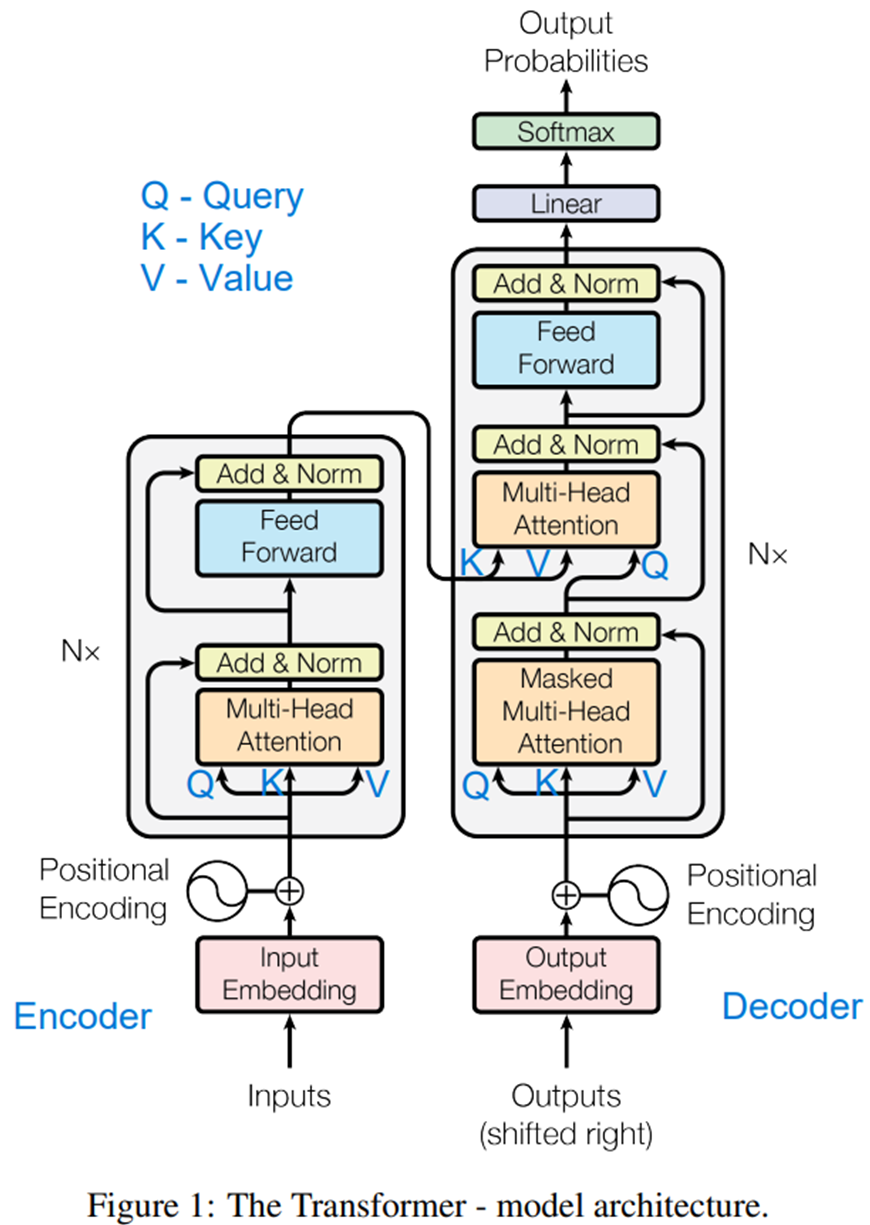 Output
Probabilities
Softmax
Linear
Q - Query
K - Key
V - Value
Add & Norm
Feed
Forward
Add & Norm
Multi-Head
Attention
K V Q
Nx
Add & Norm
Masked
Multi-Head
Attention
Q K V
Add & Norm
Feed
Forward
Nx
Add & Norm
Multi-Head
Attention
Q K V
Positional
Encoding
Positional
Encoding
Input
Embedding
Output
Embedding
Encoder
Decoder
Inputs
Outputs
(shifted right)
Figure 1: The Transformer - model architecture.